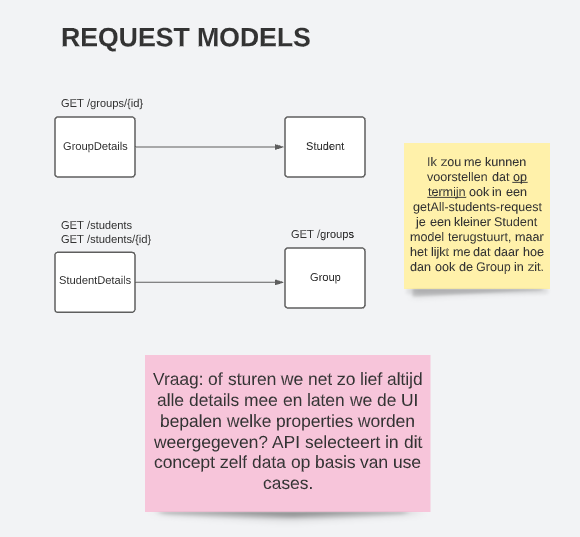 REQUEST MODELS
GET /groups/{id}
GroupDetails
Student
GET /students
GET /students/{id}
StudentDetails
GET /groups
Group
Ik zou me kunnen
voorstellen dat op
termijn ook in een
getAll-students-request
je een kleiner Student
model terugstuurt, maar
het lijkt me dat daar hoe
dan ook de Group in zit.
Vraag: of sturen we net zo lief altijd
alle details mee en laten we de UI
bepalen welke properties worden
weergegeven? API selecteert in dit
concept zelf data op basis van use
cases.